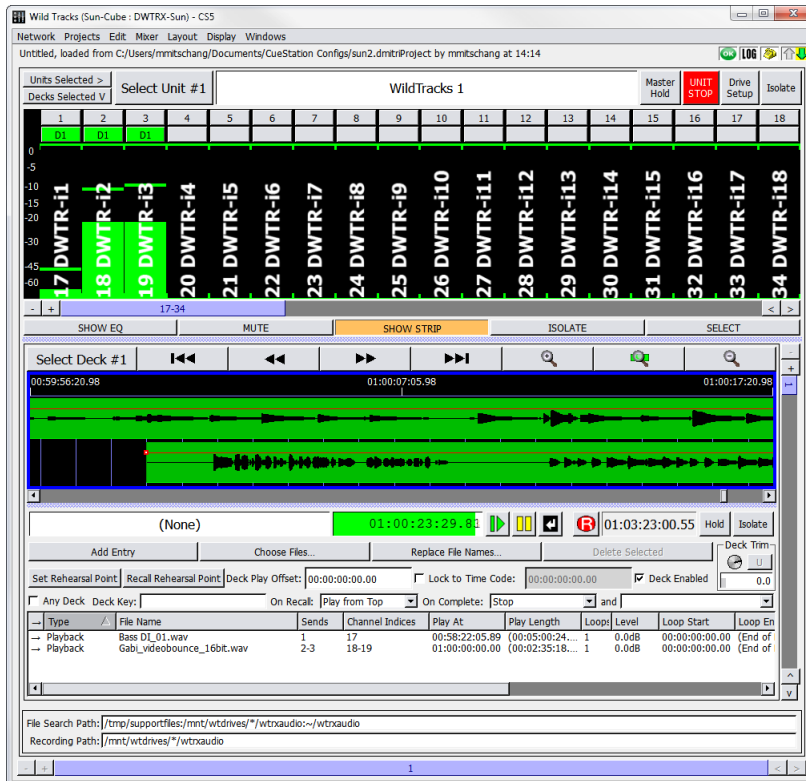 Wild Tracks (Sun-Cube : DWTRX-Sun) - CS5
Network Projects Edit Mixer Layout Display Windows
Untitled, loaded from C:/Users/mmitschang/Documents/CueStation Configs/sun2.dmitriProject by mmitschang at 14:14
OK LOG
Units Selected >
Decks Selected V
Select Unit #1
WildTracks 1
Master Hold
UNIT STOP
Drive Setup
Isolate
1 2 3 4 5 6 7 8 9 10 11 12 13 14 15 16 17 18
D1 D1 D1
0
-5
-10
-15
-20
-30
-45
-60
17 DWTR-i1
18 DWTR-i2
19 DWTR-i3
20 DWTR-i4
21 DWTR-i5
22 DWTR-i6
23 DWTR-i7
24 DWTR-i8
25 DWTR-i9
26 DWTR-i10
27 DWTR-i11
28 DWTR-i12
29 DWTR-i13
30 DWTR-i14
31 DWTR-i15
32 DWTR-i16
33 DWTR-i17
34 DWTR-i18
- + 17-34 < >
SHOW EQ MUTE SHOW STRIP ISOLATE SELECT
Select Deck #1
- + 1
00:59:56:20.98 01:00:07:05.98 01:00:17:20.98
(None) 01:00:23:29.81 R 01:03:23:00.55 Hold Isolate
Add Entry Choose Files... Replace File Names... Delete Selected
Deck Trim
U
0.0
Set Rehearsal Point Recall Rehearsal Point Deck Play Offset: 00:00:00:00.00 Lock to Time Code: 00:00:00:00.00 Deck Enabled
Any Deck Deck Key: On Recall: Play from Top On Complete: Stop and
→ Type File Name Sends Channel Indices Play At Play Length Loops Level Loop Start Loop En
→ Playback Bass DI_01.wav 1 17 00:58:22:05.89 (00:05:00:24.... 1 0.0dB 00:00:00:00.00 (End of
→ Playback Gabi_videobounce_16bit.wav 2-3 18-19 01:00:00:00.00 (00:02:35:18.... 1 0.0dB 00:00:00:00.00 (End of
^
v
File Search Path: /tmp/supportfiles:/mnt/wtdrives/*/wtrxaudio:~/wtrxaudio
Recording Path: /mnt/wtdrives/*/wtrxaudio
- + 1 < >